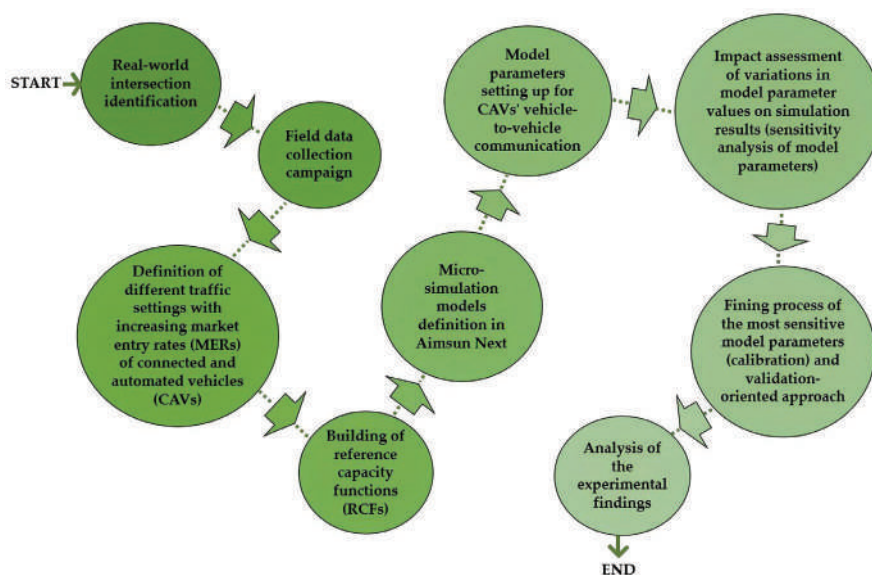 START
Real-world
intersection
identification
Field data
collection
campaign
Definition of
different traffic
settings with
increasing market
entry rates (MERs)
of connected and
automated vehicles
(CAVs)
Building of
reference
capacity
functions
(RCFs)
Micro-
simulation
models
definition in
Aimsun Next
Model
parameters
setting up for
CAVs' vehicle-
to-vehicle
communication
Impact assessment
of variations in
model parameter
values on simulation
results (sensitivity
analysis of model
parameters)
Fining process of
the most sensitive
model parameters
(calibration) and
validation-
oriented approach
Analysis of
the
experimental
findings
END